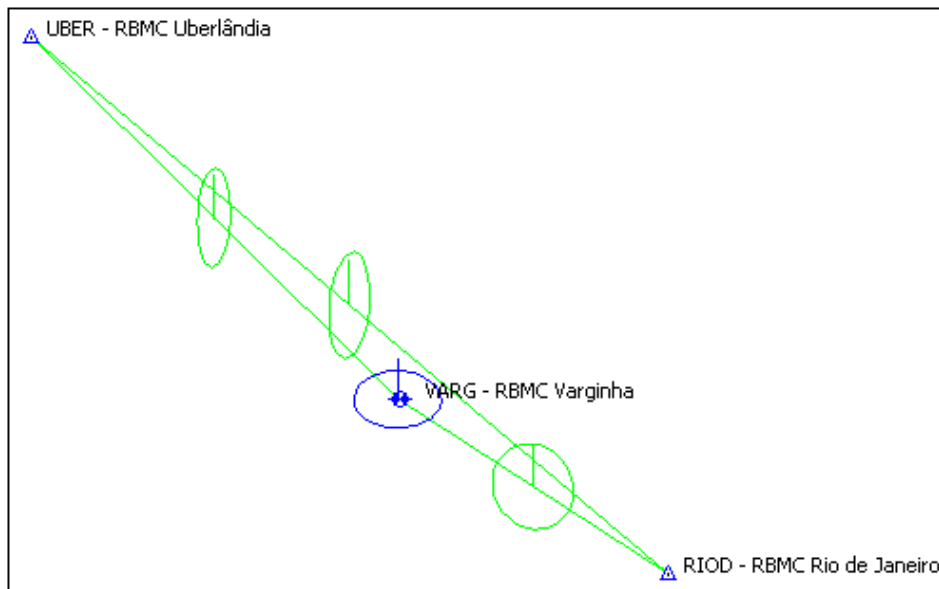 UBER - RBMC Uberlândia
VARG - RBMC Varginha
RIOD - RBMC Rio de Janeiro